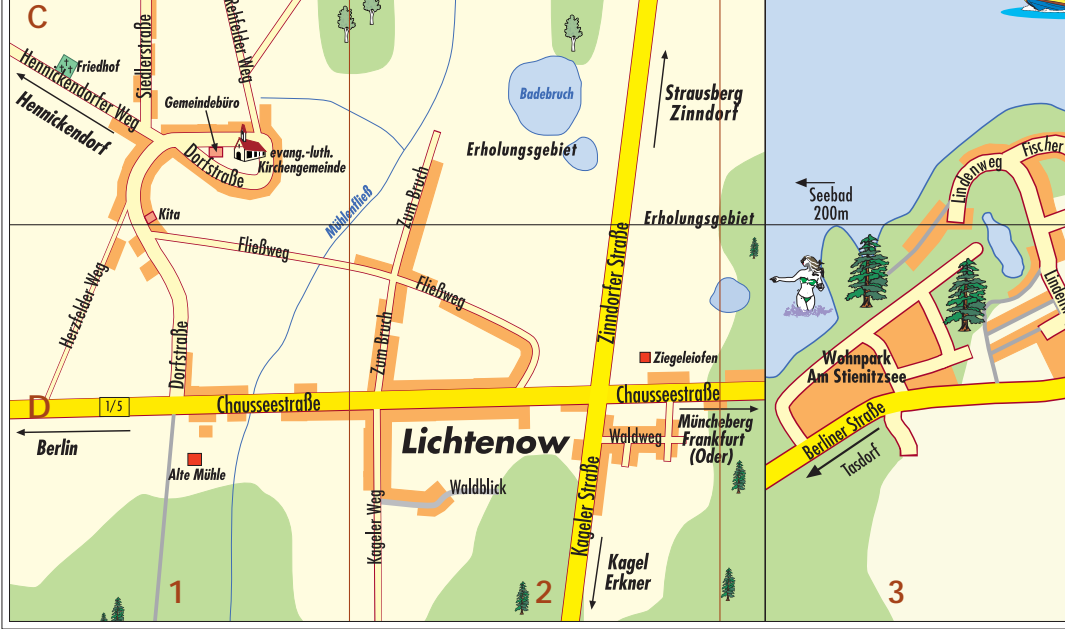 C
Siedlerstraße
Rehfelder Weg
Friedhof
Hennickendorfer Weg
Hennickendorf
Gemeindebüro
evang.-luth.
Kirchengemeinde
Dorfstraße
Kita
Mühlenfließ
Zum Bruch
Badebruch
Erholungsgebiet
Strausberg
Zinndorf
Erholungsgebiet
Seebad
200m
Lindenweg
Fischer
Fließweg
Fließweg
Herzfelder Weg
Dorfstraße
Zum Bruch
Zinndorfer Straße
Ziegeleiofen
Wohnpark
Am Stienitzsee
D
1/5
Chausseestraße
Chausseestraße
Berlin
Lichtenow
Waldweg
Müncheberg
Frankfurt
(Oder)
Berliner Straße
Tasdorf
Alte Mühle
Kageler Weg
Waldblick
Kageler Straße
Kagel
Erkner
1
2
3